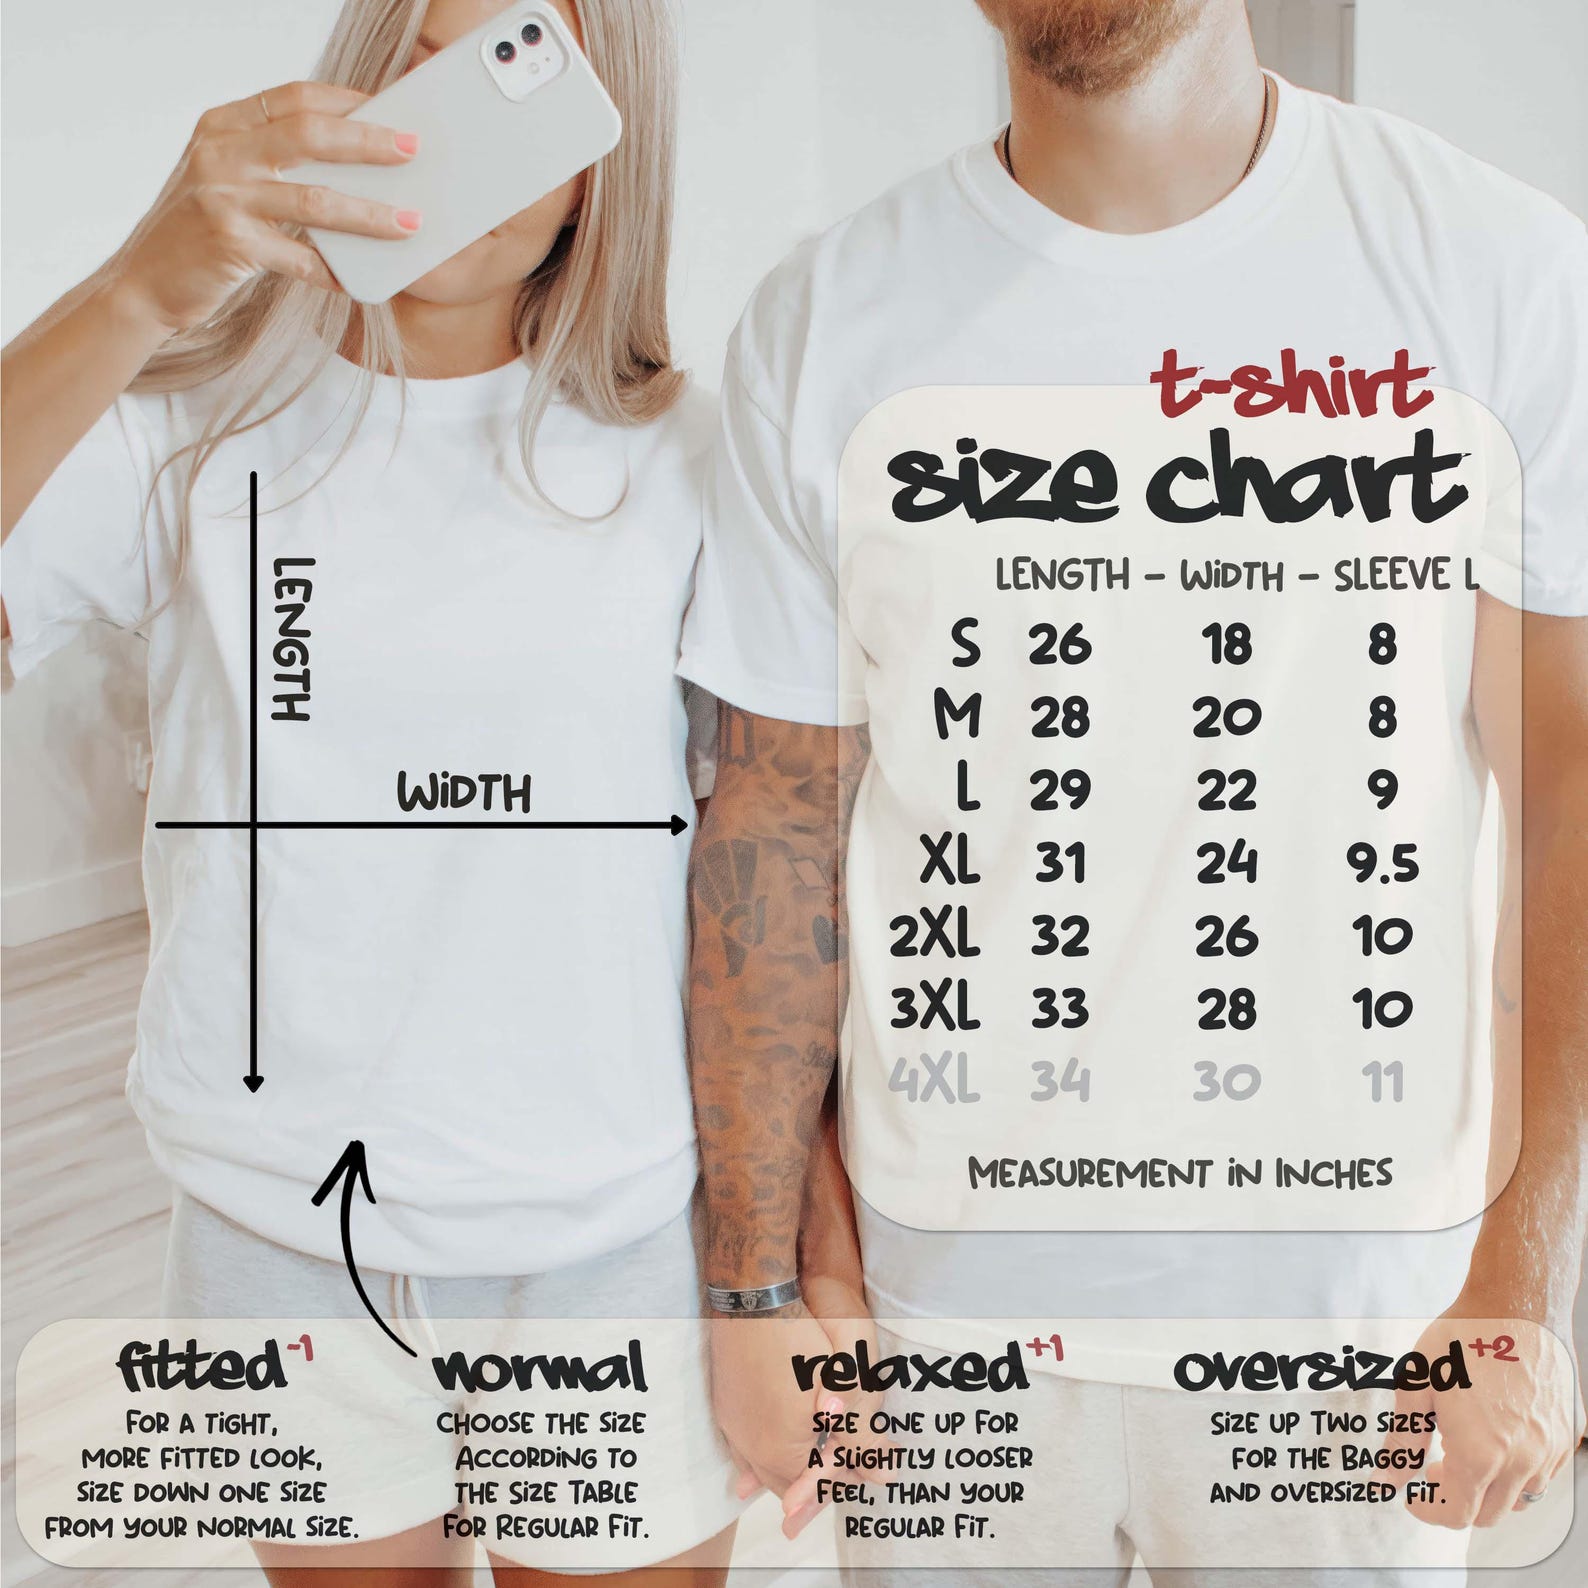 LENGTH
WiDTH
t-shirt
size chart
LENGTH - WiDTH - SLEEVE L
S 26 18 8
M 28 20 8
L 29 22 9
XL 31 24 9.5
2XL 32 26 10
3XL 33 28 10
4XL 34 30 11
MEASUREMENT iN INCHES
fitted -1
FOR A TiGHT,
MORE FiTTED LOOK,
SiZE DOWN ONE SiZE
FROM YOUR NORMAL SIZE.
normal
CHOOSE THE SiZE
ACCORDiNG TO
THE SIZE TABLE
FOR REGULAR FiT.
relaxed +1
SiZE ONE UP FOR
A SLiGHTLY LOOSER
FEEL, THAN YOUR
REGULAR FiT.
oversized +2
SiZE UP TWO SiZES
FOR THE BAGGY
AND OVERSiZED FiT.